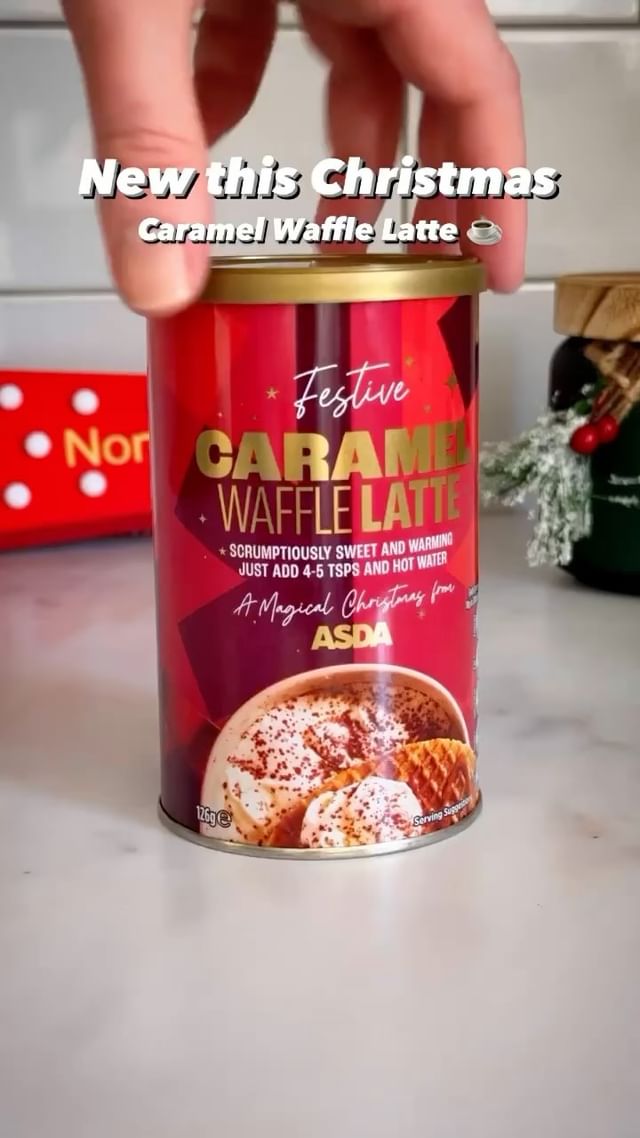 New this Christmas
Caramel Waffle Latte ☕
Nor
Festive
CARAMEL
WAFFLE LATTE
SCRUMPTIOUSLY SWEET AND WARMING
JUST ADD 4-5 TSPS AND HOT WATER
A Magical Christmas from
ASDA
126g ℮
Serving Suggestion